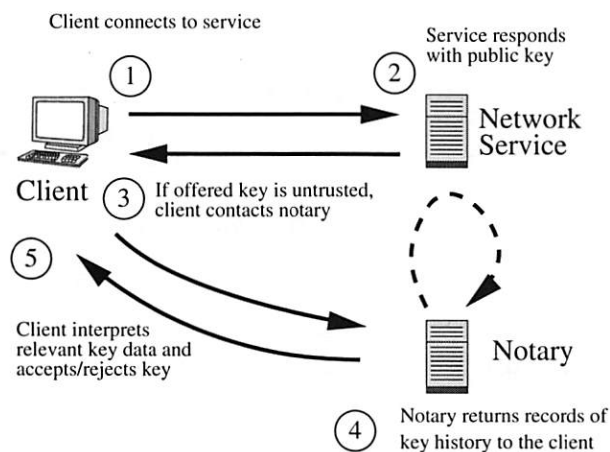 Client connects to service
1
2
Service responds
with public key
Network
Service
Client
3
If offered key is untrusted,
client contacts notary
5
Client interprets
relevant key data and
accepts/rejects key
Notary
4
Notary returns records of
key history to the client